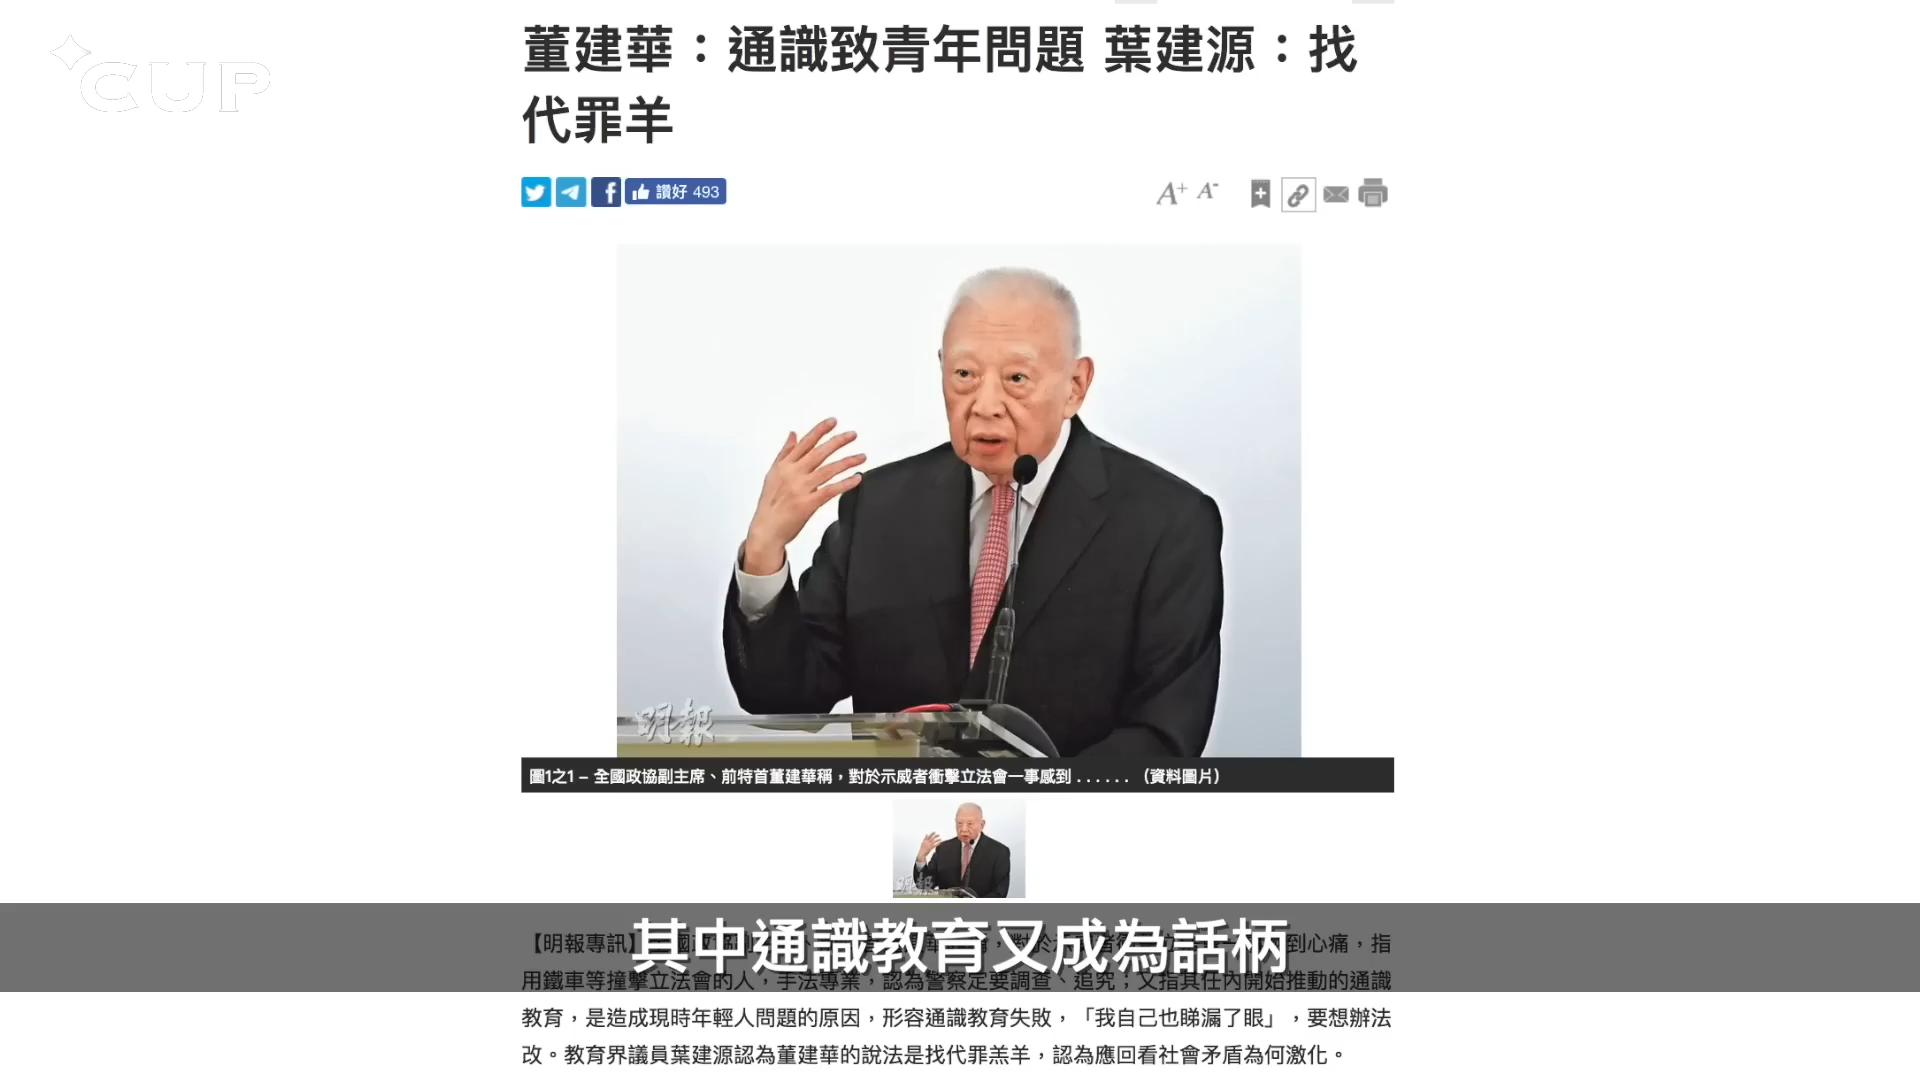 CUP
董建華：通識致青年問題 葉建源：找
代罪羊
讚好 493
A+ A-
明報
圖1之1 – 全國政協副主席、前特首董建華稱，對於示威者衝擊立法會一事感到 . . . . . . （資料圖片）
明報
其中通識教育又成為話柄
【明報專訊】
到心痛，指
用鐵車等撞擊立法會的人，手法專業，認為警察定要調查、追究；又指其任內開始推動的通識
教育，是造成現時年輕人問題的原因，形容通識教育失敗，「我自己也睇漏了眼」，要想辦法
改。教育界議員葉建源認為董建華的說法是找代罪羔羊，認為應回看社會矛盾為何激化。